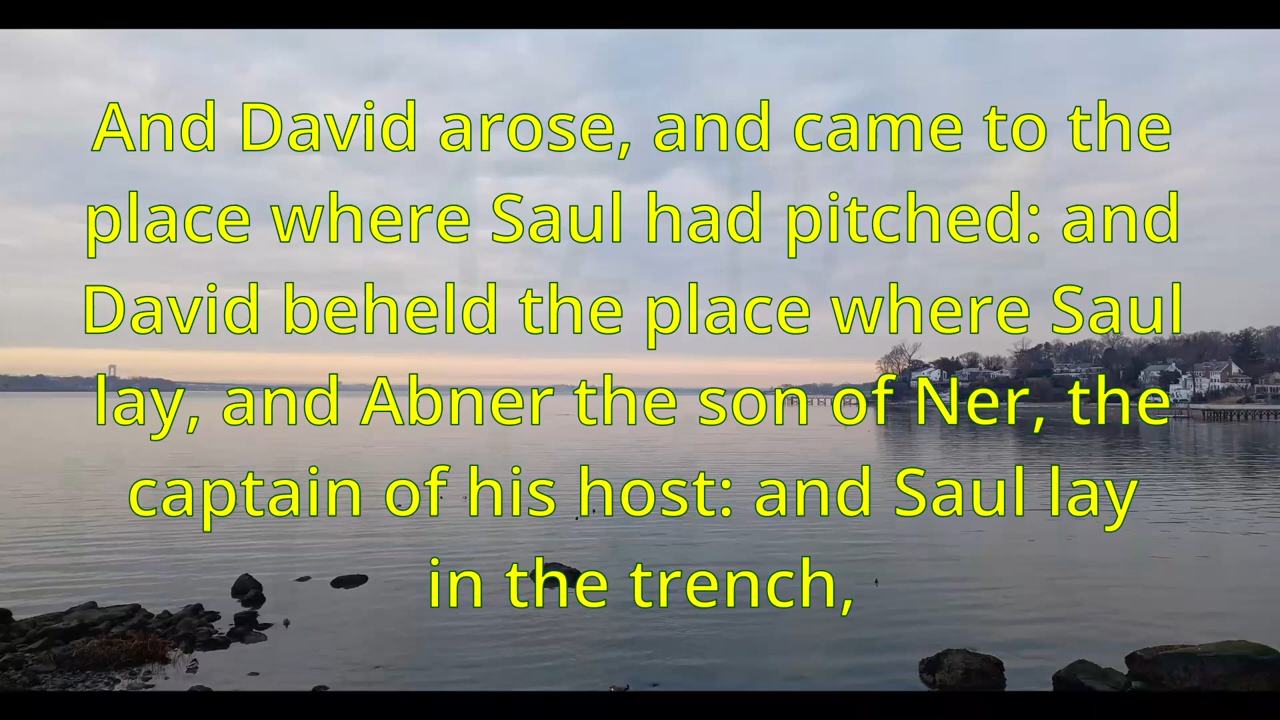 And David arose, and came to the
place where Saul had pitched: and
David beheld the place where Saul
lay, and Abner the son of Ner, the
captain of his host: and Saul lay
in the trench,